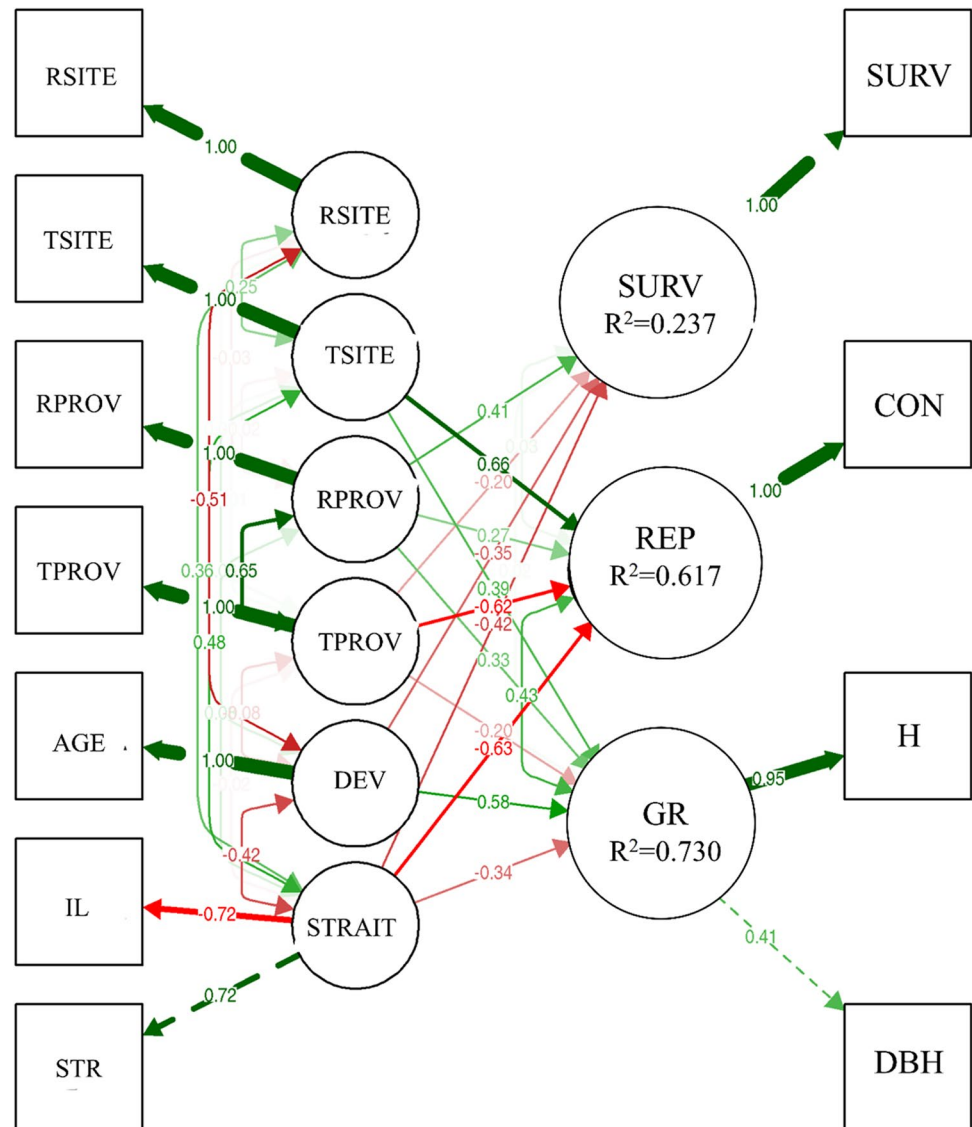 RSITE
TSITE
RPROV
TPROV
AGE
IL
STR
1.00
1.00
1.00
1.00
1.00
-0.72
0.72
RSITE
TSITE
RPROV
TPROV
DEV
STRAIT
0.25
-0.03
-0.51
0.36
0.65
0.48
-0.42
0.41
0.66
-0.20
0.03
0.27
-0.35
0.39
-0.62
-0.42
0.33
0.43
-0.20
-0.63
0.58
-0.34
SURV
R²=0.237
REP
R²=0.617
GR
R²=0.730
1.00
1.00
0.95
0.41
SURV
CON
H
DBH